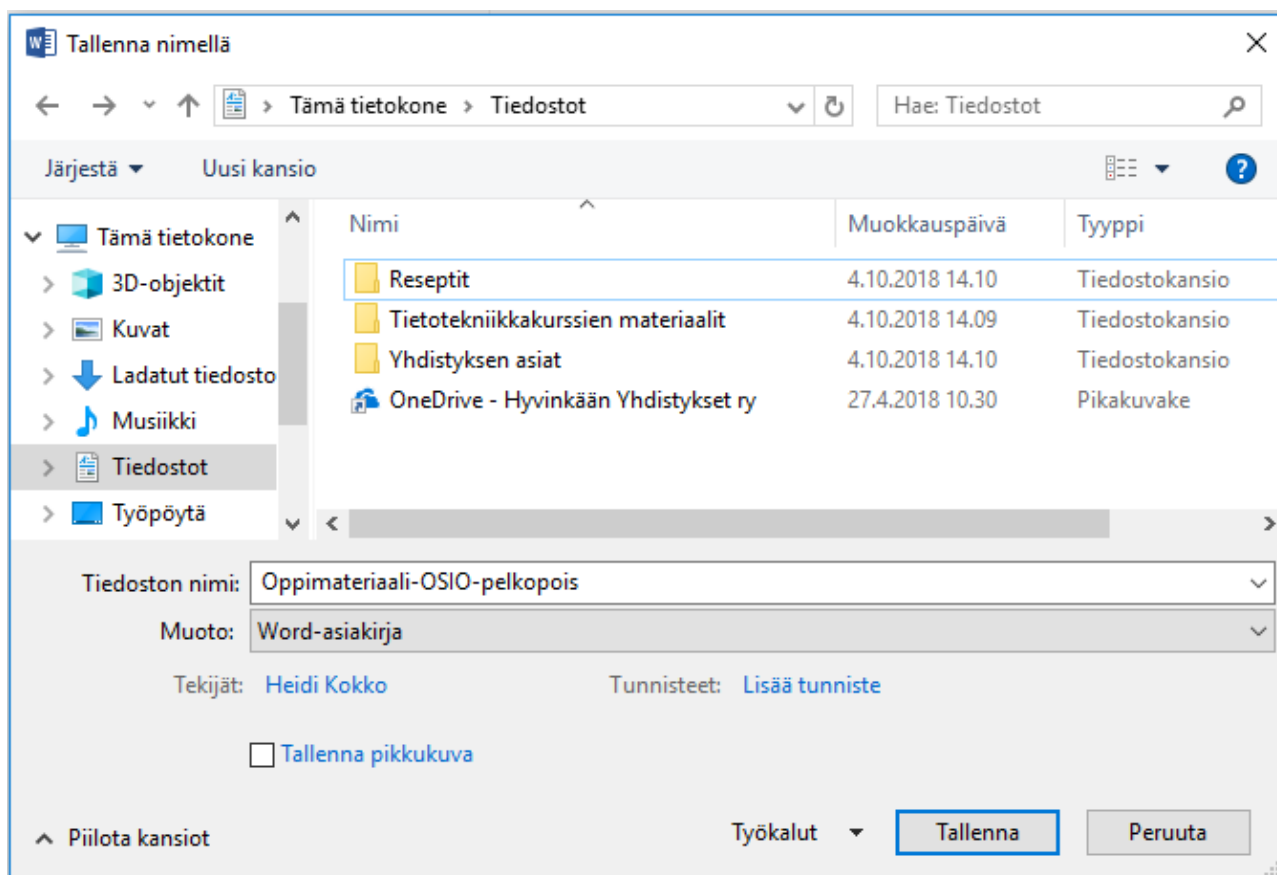 Tallenna nimellä
Tämä tietokone > Tiedostot
Hae: Tiedostot
Järjestä
Uusi kansio
Tämä tietokone
3D-objektit
Kuvat
Ladatut tiedosto
Musiikki
Tiedostot
Työpöytä
Nimi Muokkauspäivä Tyyppi
Reseptit 4.10.2018 14.10 Tiedostokansio
Tietotekniikkakurssien materiaalit 4.10.2018 14.09 Tiedostokansio
Yhdistyksen asiat 4.10.2018 14.10 Tiedostokansio
OneDrive - Hyvinkään Yhdistykset ry 27.4.2018 10.30 Pikakuvake
Tiedoston nimi: Oppimateriaali-OSIO-pelkopois
Muoto: Word-asiakirja
Tekijät: Heidi Kokko Tunnisteet: Lisää tunniste
Tallenna pikkukuva
Piilota kansiot Työkalut Tallenna Peruuta